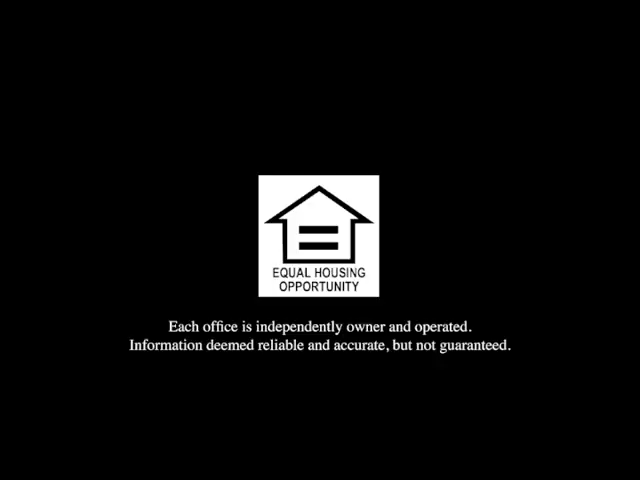 EQUAL HOUSING
OPPORTUNITY
Each office is independently owner and operated.
Information deemed reliable and accurate, but not guaranteed.